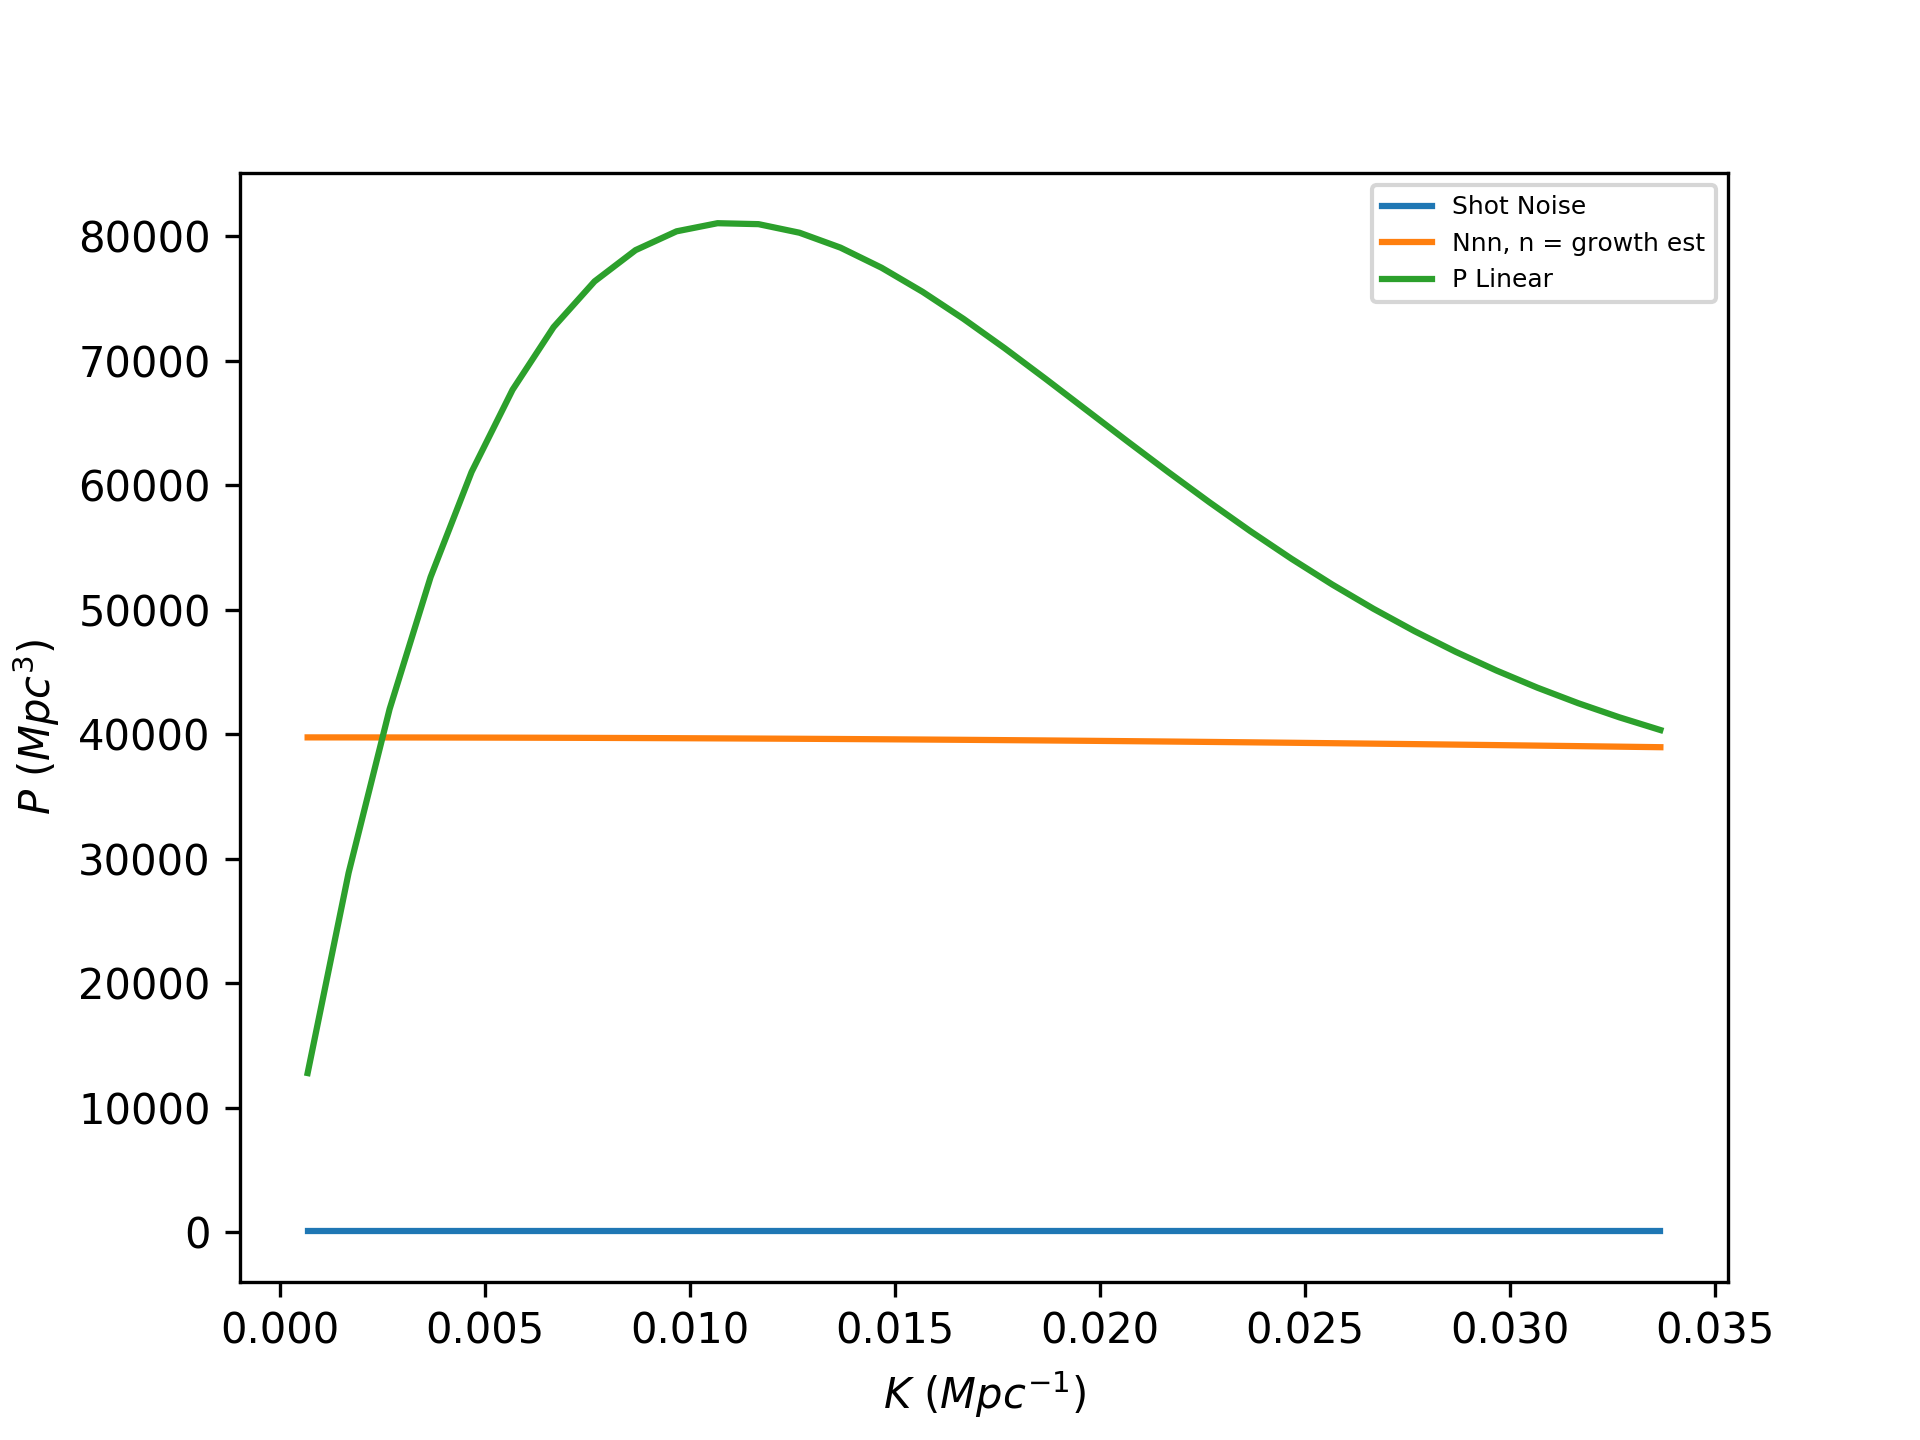 Shot Noise
Nnn, n = growth est
P Linear
80000
70000
60000
50000
40000
30000
20000
10000
0
P (Mpc³)
0.000 0.005 0.010 0.015 0.020 0.025 0.030 0.035
K (Mpc⁻¹)